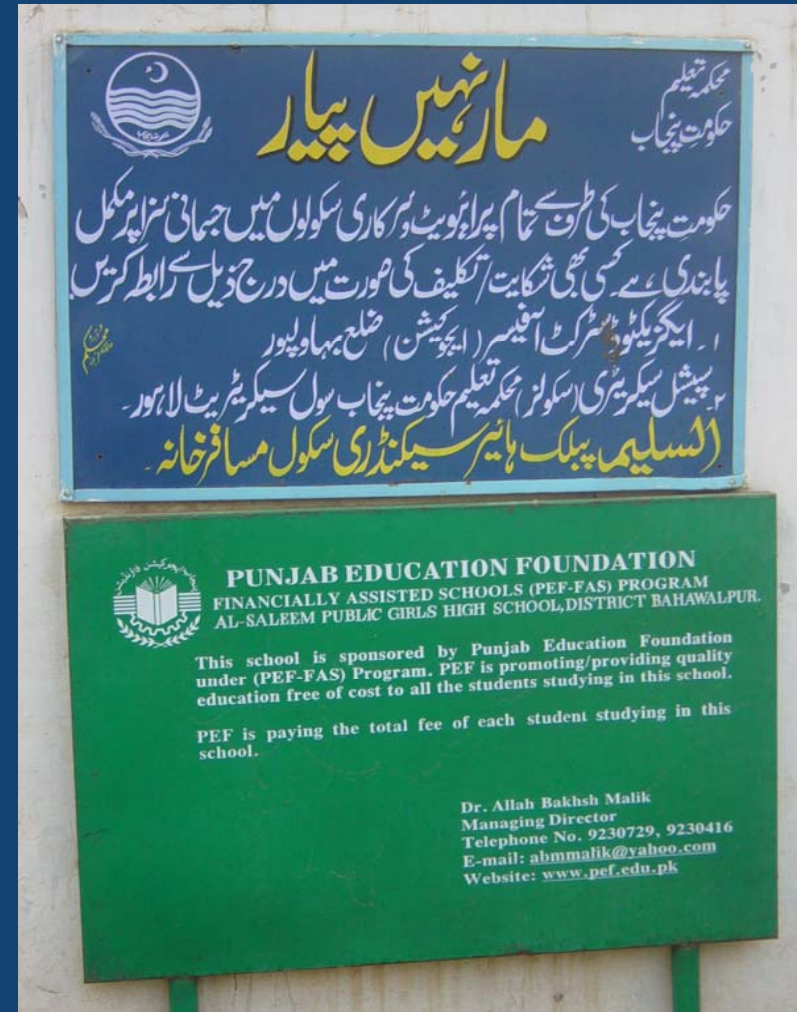 محکمہ تعلیم
حکومتِ پنجاب
مار نہیں پیار
حکومتِ پنجاب کی طرف سے تمام پرائیویٹ و سرکاری سکولوں میں جسمانی سزا پر مکمل
پابندی ہے۔ کسی بھی شکایت/تکلیف کی صورت میں درج ذیل سے رابطہ کریں
۱۔ ایگزیکٹو ڈسٹرکٹ آفیسر (ایجوکیشن) ضلع بہاولپور
۲۔ سپیشل سیکریٹری (سکولز) محکمہ تعلیم حکومت پنجاب سول سیکریٹریٹ لاہور۔
السلیم پبلک ہائیر سیکنڈری سکول مسافر خانہ۔
PUNJAB EDUCATION FOUNDATION
FINANCIALLY ASSISTED SCHOOLS (PEF-FAS) PROGRAM
AL-SALEEM PUBLIC GIRLS HIGH SCHOOL, DISTRICT BAHAWALPUR.
This school is sponsored by Punjab Education Foundation
under (PEF-FAS) Program. PEF is promoting/providing quality
education free of cost to all the students studying in this school.
PEF is paying the total fee of each student studying in this
school.
Dr. Allah Bakhsh Malik
Managing Director
Telephone No. 9230729, 9230416
E-mail: abmmalik@yahoo.com
Website: www.pef.edu.pk